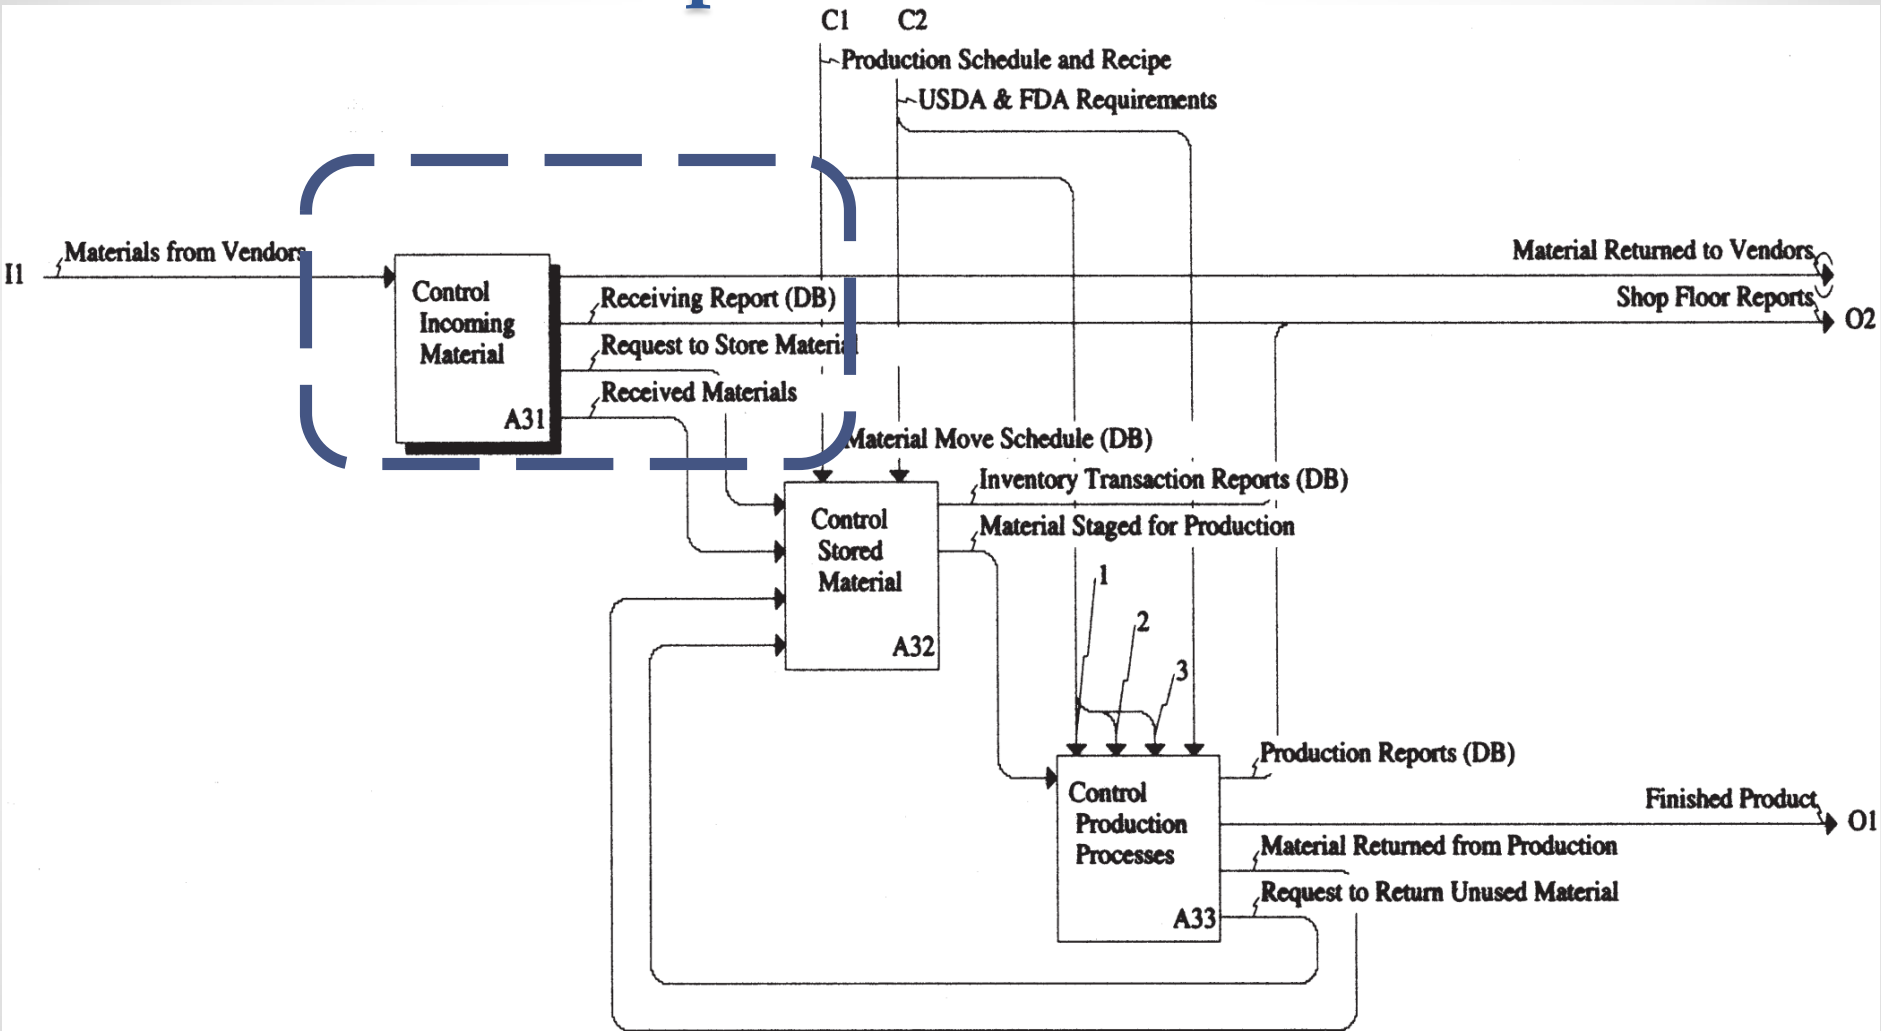 C1 C2
Production Schedule and Recipe
USDA & FDA Requirements
I1
Materials from Vendors
Control
Incoming
Material
A31
Receiving Report (DB)
Request to Store Material
Received Materials
Material Returned to Vendors
Shop Floor Reports
O2
Material Move Schedule (DB)
Control
Stored
Material
A32
Inventory Transaction Reports (DB)
Material Staged for Production
1
2
3
Control
Production
Processes
A33
Production Reports (DB)
Finished Product
O1
Material Returned from Production
Request to Return Unused Material